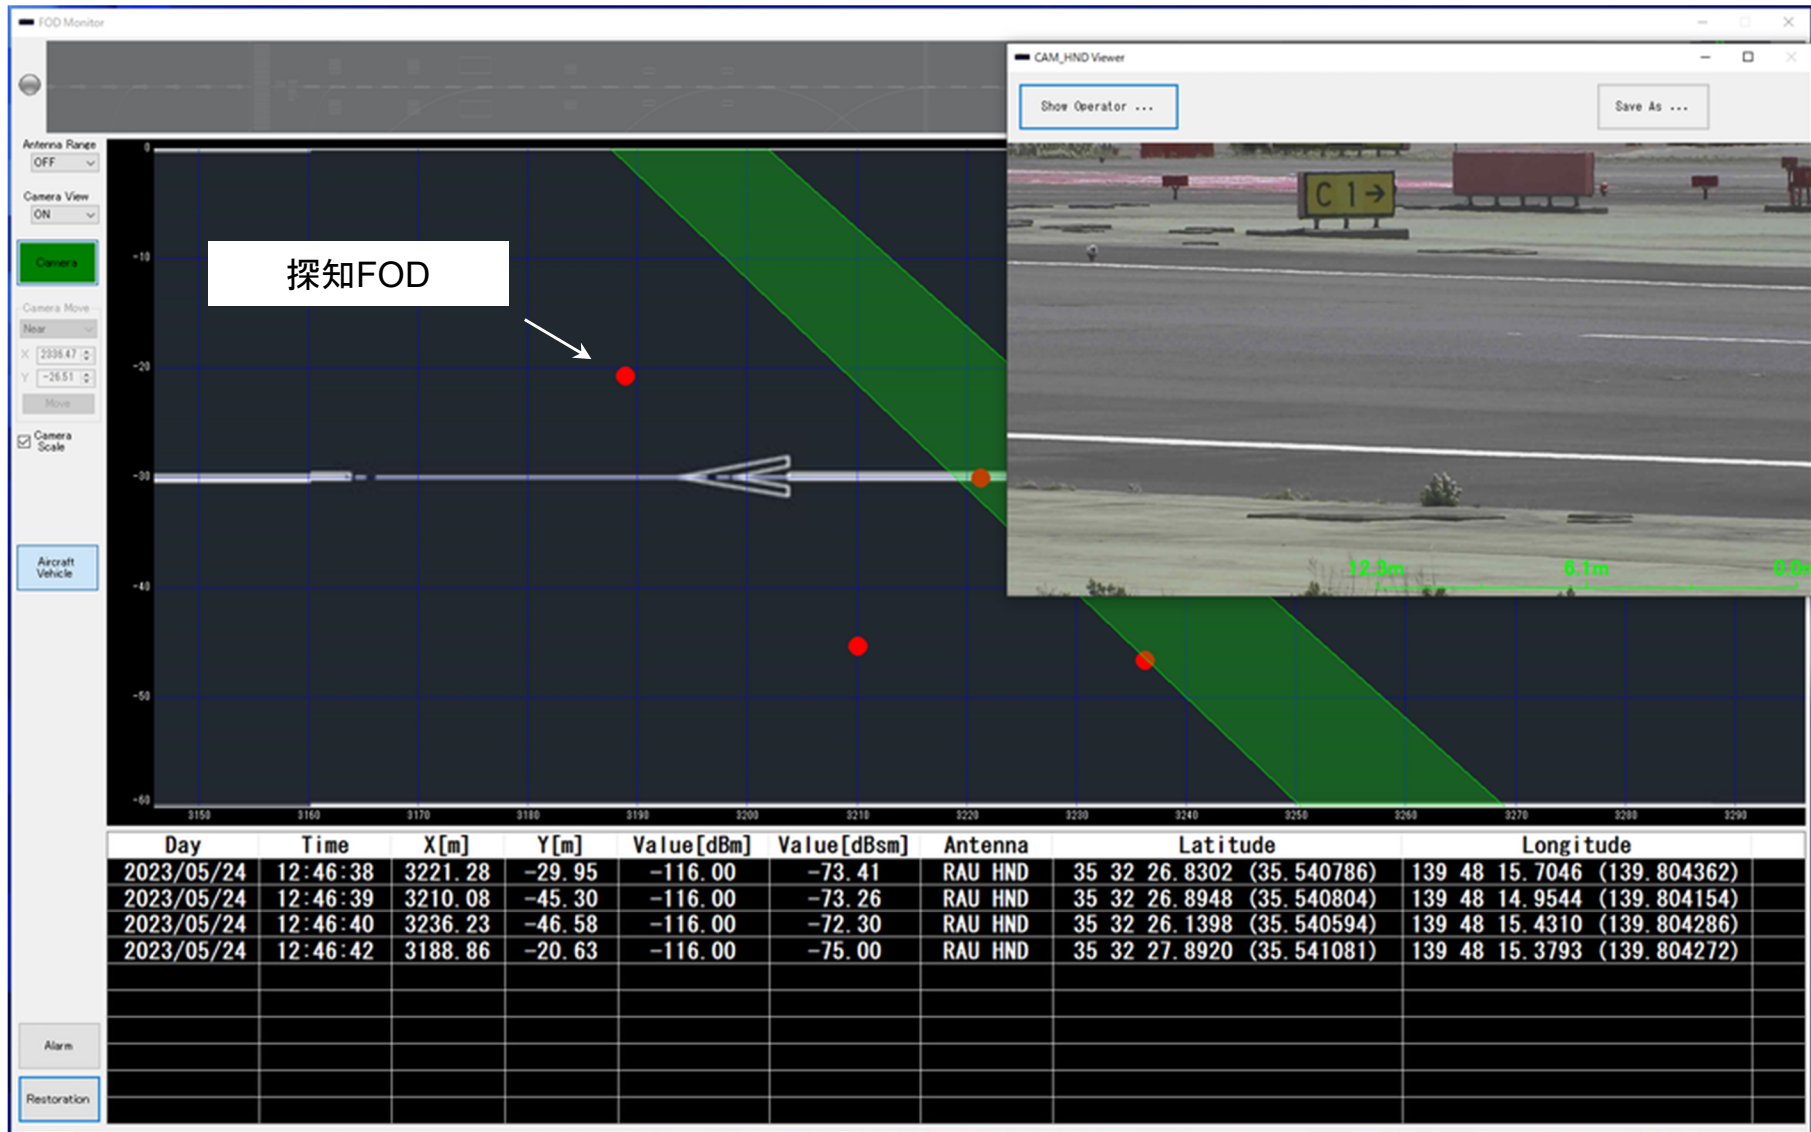 FOD Monitor
CAM_HND Viewer
Show Operator ...
Save As ...
C 1→
12.3m 6.1m 0.0m
Antenna Range
OFF
Camera View
ON
Camera
Camera Move
Near
X 2336.47
Y -26.51
Move
Camera
Scale
Aircraft
Vehicle
Alarm
Restoration
探知FOD
0
-10
-20
-30
-40
-50
-60
3150 3160 3170 3180 3190 3200 3210 3220 3230 3240 3250 3260 3270 3280 3290
Day Time X[m] Y[m] Value[dBm] Value[dBsm] Antenna Latitude Longitude
2023/05/24 12:46:38 3221.28 -29.95 -116.00 -73.41 RAU HND 35 32 26.8302 (35.540786) 139 48 15.7046 (139.804362)
2023/05/24 12:46:39 3210.08 -45.30 -116.00 -73.26 RAU HND 35 32 26.8948 (35.540804) 139 48 14.9544 (139.804154)
2023/05/24 12:46:40 3236.23 -46.58 -116.00 -72.30 RAU HND 35 32 26.1398 (35.540594) 139 48 15.4310 (139.804286)
2023/05/24 12:46:42 3188.86 -20.63 -116.00 -75.00 RAU HND 35 32 27.8920 (35.541081) 139 48 15.3793 (139.804272)